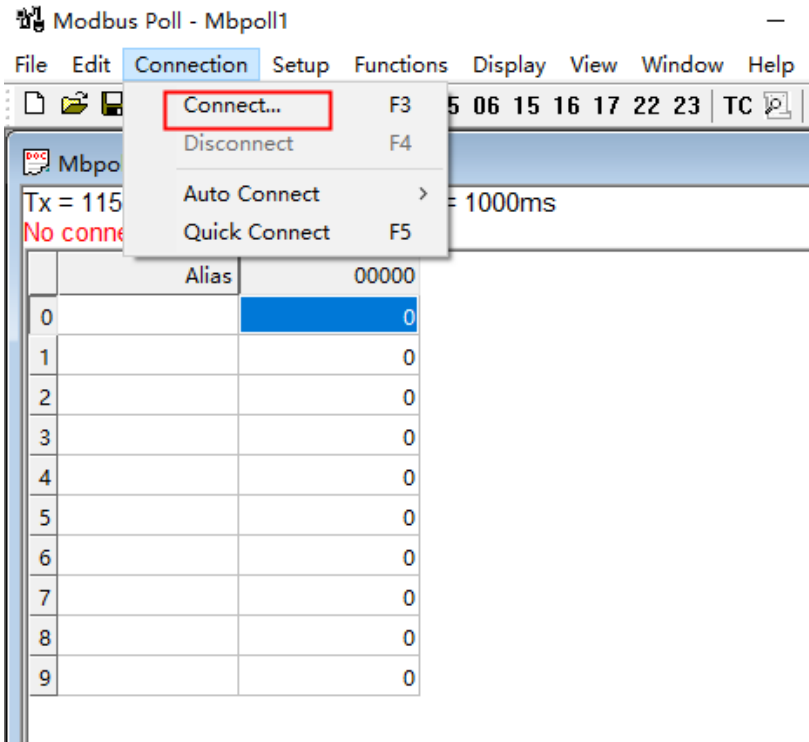 Modbus Poll - Mbpoll1
File Edit Connection Setup Functions Display View Window Help
Connect... F3
5 06 15 16 17 22 23 TC
Disconnect F4
Mbpo
Auto Connect >
Tx = 115 = 1000ms
Quick Connect F5
No conne
Alias 00000
0 0
1 0
2 0
3 0
4 0
5 0
6 0
7 0
8 0
9 0